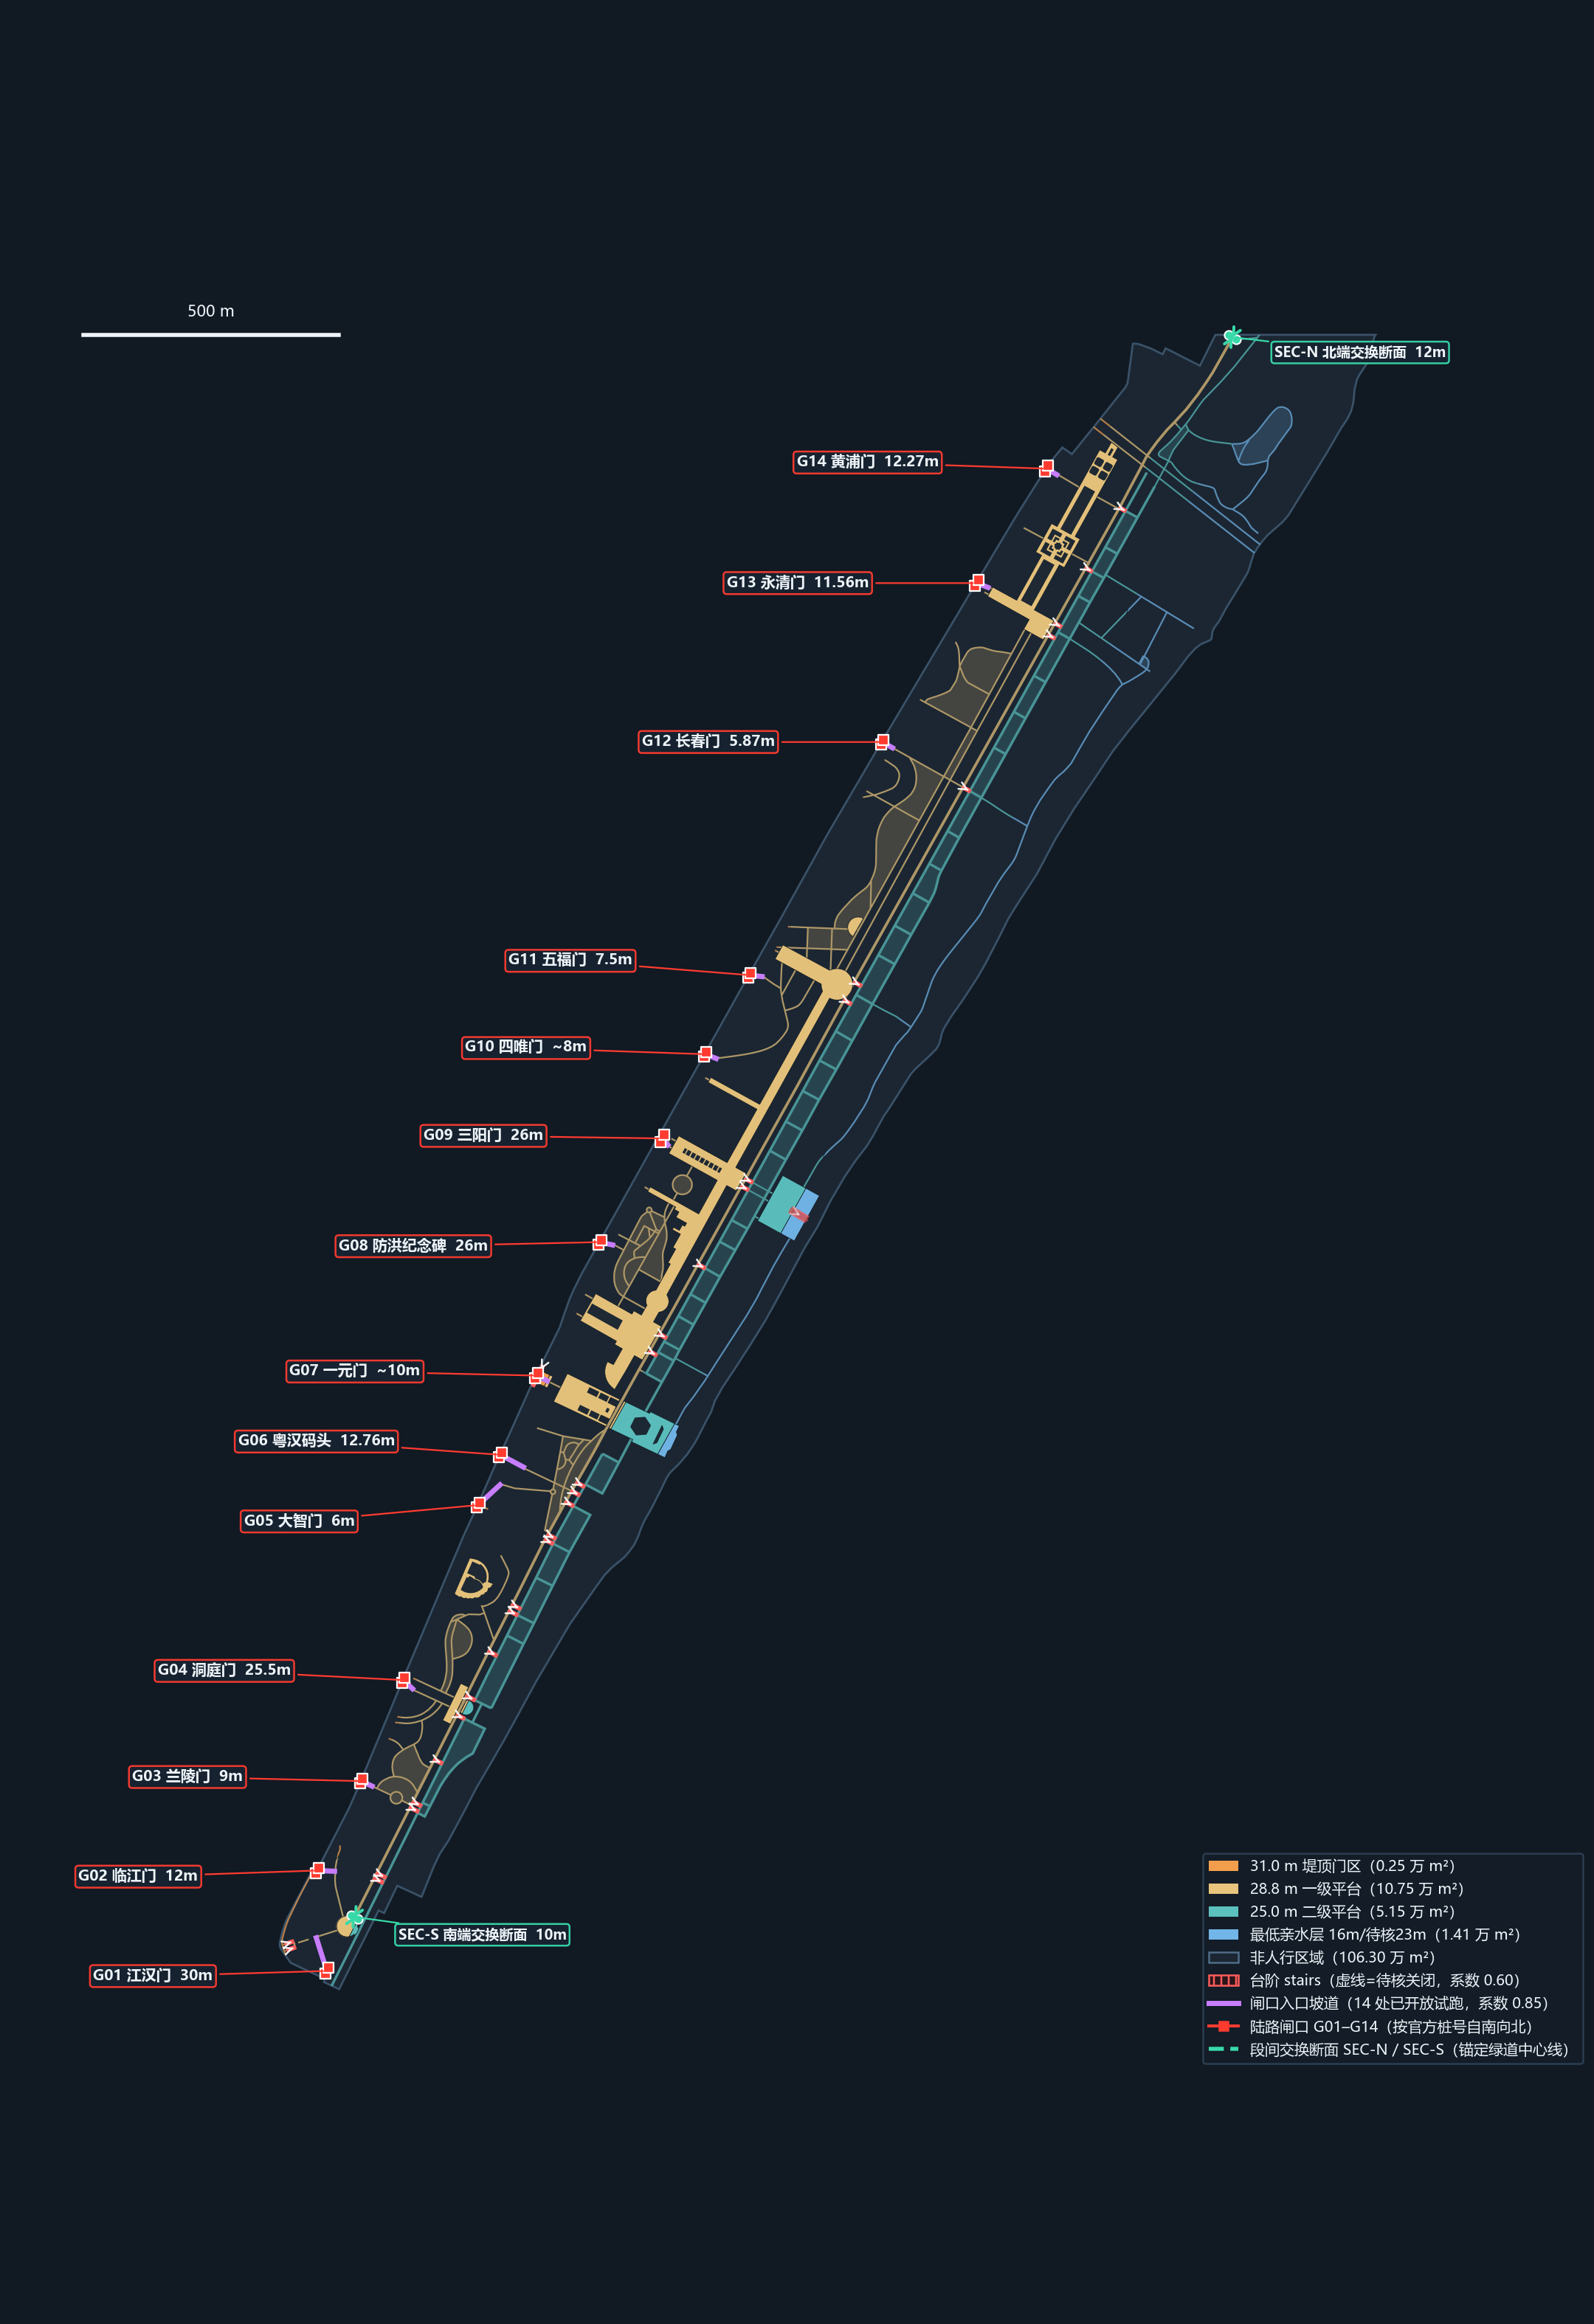 500 m
SEC-N 北端交换断面 12m
G14 黄浦门 12.27m
G13 永清门 11.56m
G12 长春门 5.87m
G11 五福门 7.5m
G10 四唯门 ~8m
G09 三阳门 26m
G08 防洪纪念碑 26m
G07 一元门 ~10m
G06 粤汉码头 12.76m
G05 大智门 6m
G04 洞庭门 25.5m
G03 兰陵门 9m
G02 临江门 12m
SEC-S 南端交换断面 10m
G01 江汉门 30m
31.0 m 堤顶门区（0.25 万 m²）
28.8 m 一级平台（10.75 万 m²）
25.0 m 二级平台（5.15 万 m²）
最低亲水层 16m/待核23m（1.41 万 m²）
非人行区域（106.30 万 m²）
台阶 stairs（虚线=待核关闭，系数 0.60）
闸口入口坡道（14 处已开放试跑，系数 0.85）
陆路闸口 G01–G14（按官方桩号自南向北）
段间交换断面 SEC-N / SEC-S（锚定绿道中心线）